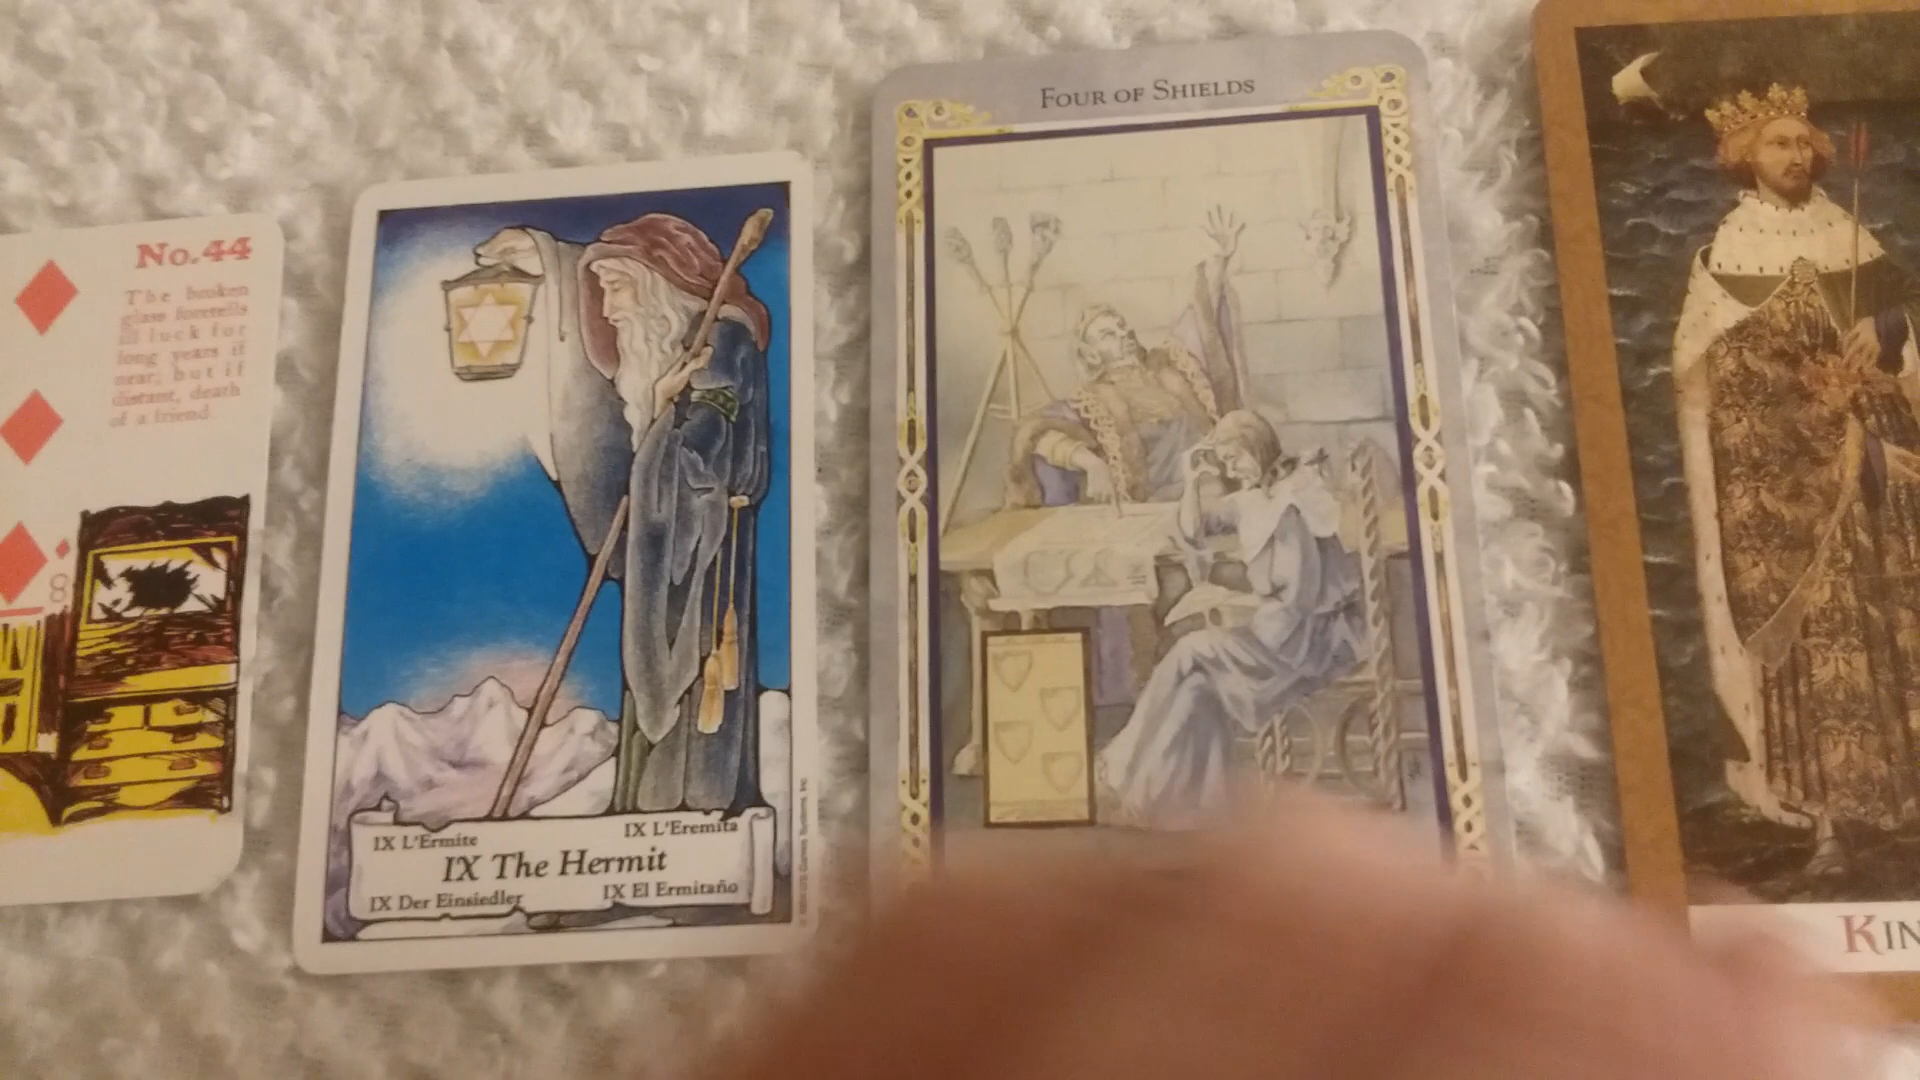 No.44
The broken
glass foretells
ill luck for
long years if
near; but if
distant, death
of a friend.
8
IX L'Ermite
IX L'Eremita
IX The Hermit
IX Der Einsiedler
IX El Ermitaño
FOUR OF SHIELDS
KIN